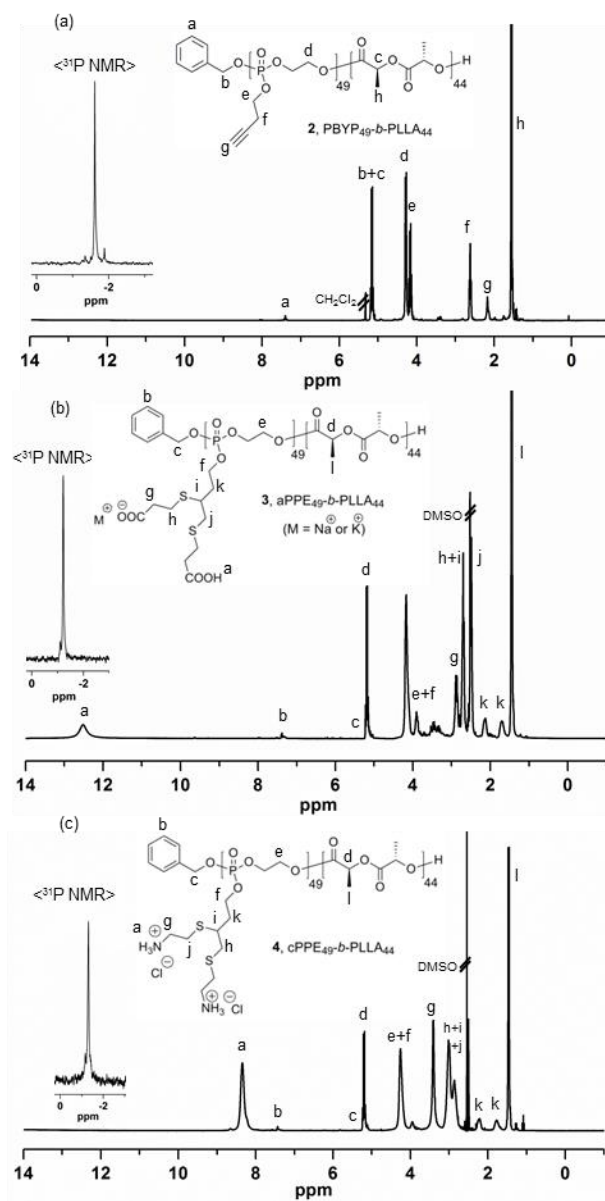 (a)
<³¹P NMR>
0 -2
ppm
a
b
O
O P O d O c O O H
O
49
44
e
f
g
h
2, PBYP₄₉-b-PLLA₄₄
a
CH₂Cl₂
b+c
d
e
f
g
h
14 12 10 8 6 4 2 0
ppm
(b)
<³¹P NMR>
0 -2
ppm
b
c
O
O P O e O d O O H
O
49
44
f
i
k
l
g
S
M⊕ ⊖OOC
h
j
S
COOH a
3, aPPE₄₉-b-PLLA₄₄
(M = Na⊕ or K⊕)
a
b
c
d
e+f
g
h+i
DMSO
j
k
k
l
14 12 10 8 6 4 2 0
ppm
(c)
<³¹P NMR>
0 -2
ppm
b
c
O
O P O e O d O O H
O
49
44
f
i
k
l
a
g
S
H₃N⊕
Cl⊖
j
h
S
NH₃⊕ ⊖Cl
4, cPPE₄₉-b-PLLA₄₄
a
b
c
d
e+f
g
h+i
+j
DMSO
k
k
l
14 12 10 8 6 4 2 0
ppm